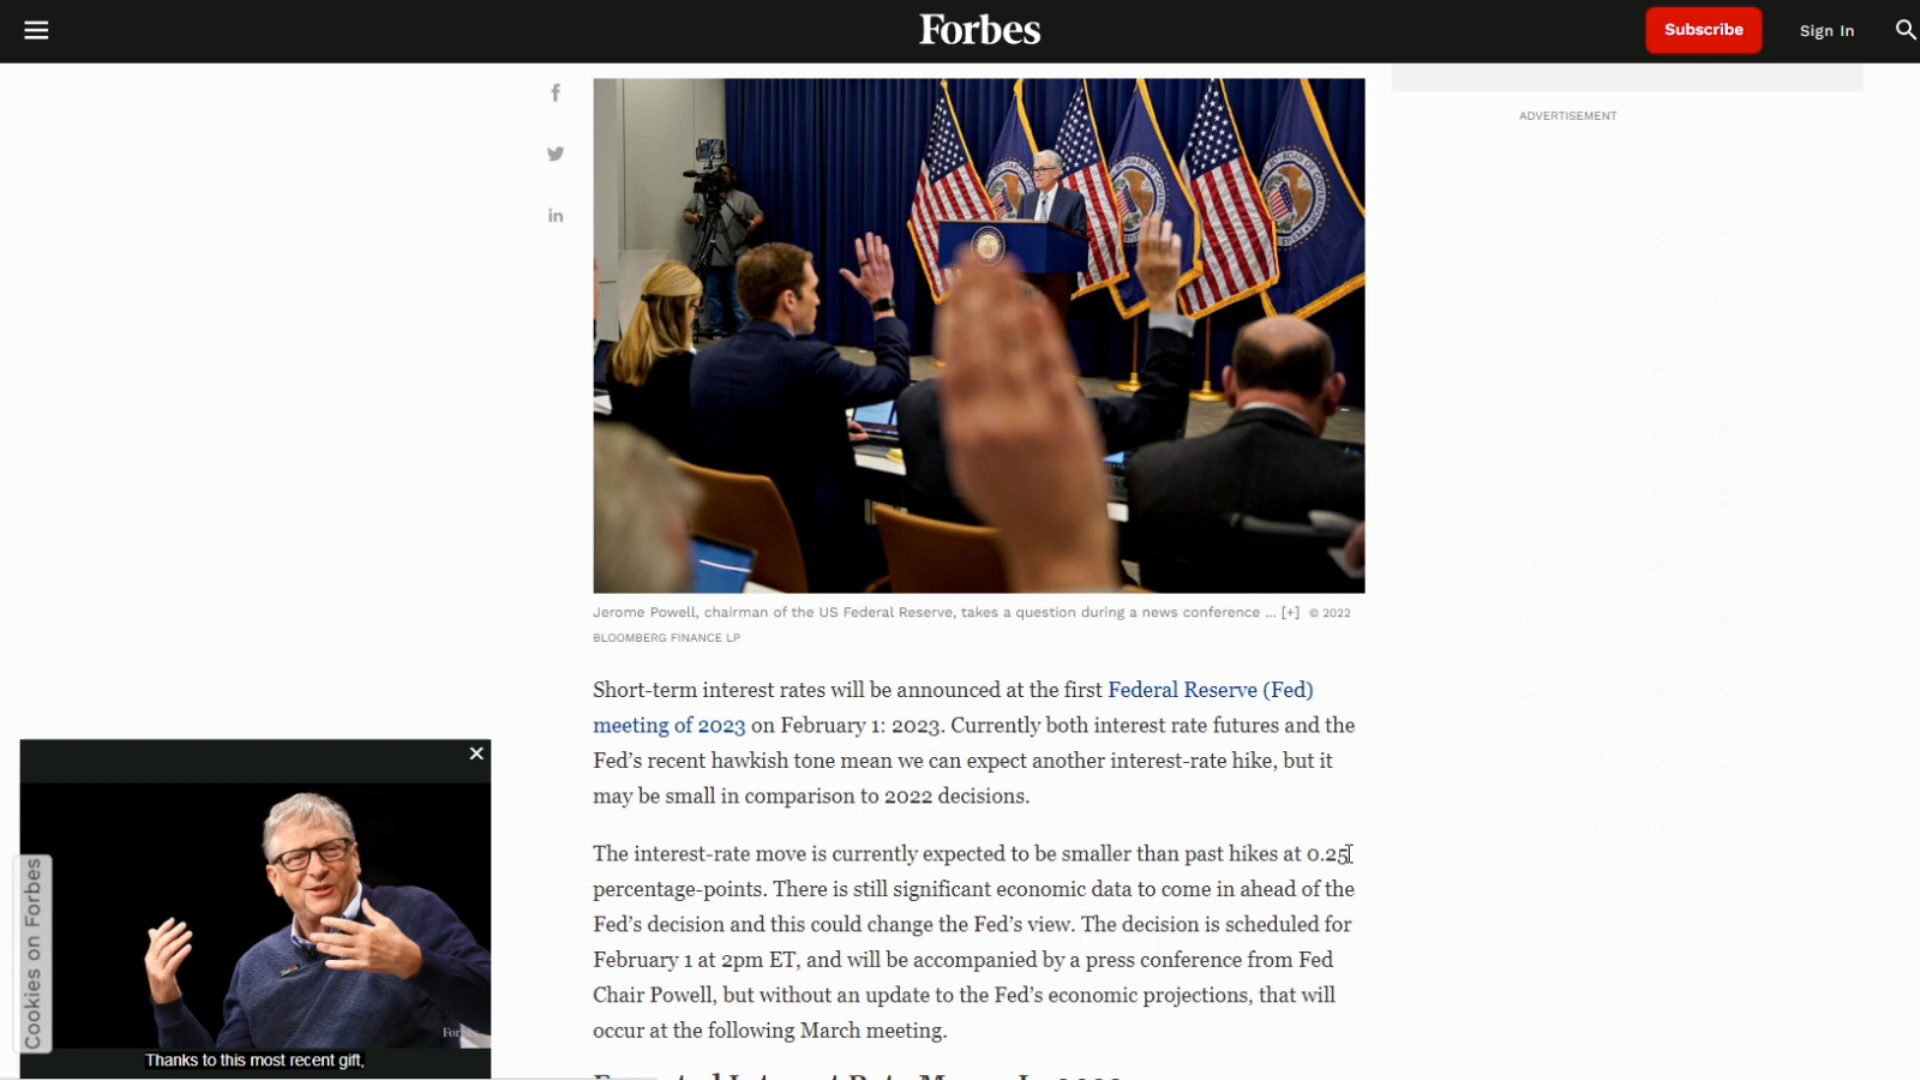 Forbes
Subscribe
Sign In
ADVERTISEMENT
Jerome Powell, chairman of the US Federal Reserve, takes a question during a news conference ... [+] © 2022
BLOOMBERG FINANCE LP
Short-term interest rates will be announced at the first Federal Reserve (Fed)
meeting of 2023 on February 1: 2023. Currently both interest rate futures and the
Fed’s recent hawkish tone mean we can expect another interest-rate hike, but it
may be small in comparison to 2022 decisions.
The interest-rate move is currently expected to be smaller than past hikes at 0.25
percentage-points. There is still significant economic data to come in ahead of the
Fed’s decision and this could change the Fed’s view. The decision is scheduled for
February 1 at 2pm ET, and will be accompanied by a press conference from Fed
Chair Powell, but without an update to the Fed’s economic projections, that will
occur at the following March meeting.
Cookies on Forbes
Forbes
Thanks to this most recent gift,